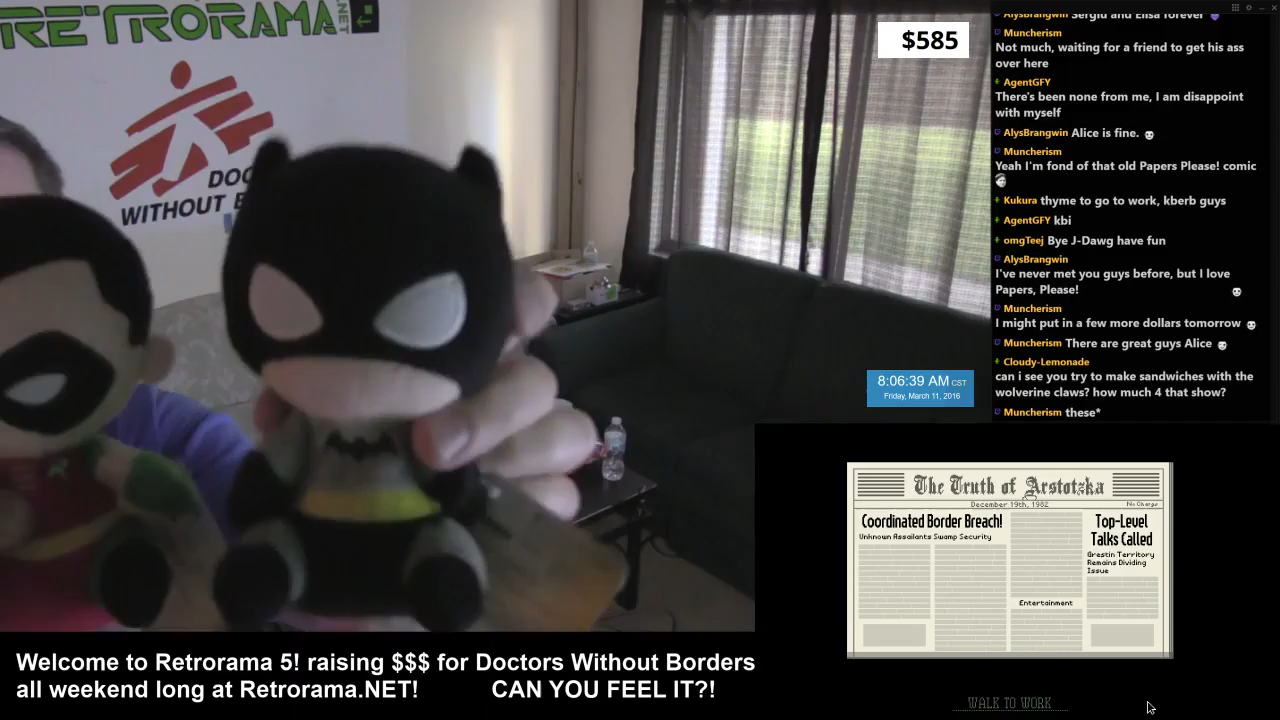 RETRORAMA
.NET
DOC
WITHOUT B
$585
AlysBrangwin Sergiu and Elisa forever
Muncherism
Not much, waiting for a friend to get his ass
over here
AgentGFY
There's been none from me, I am disappoint
with myself
AlysBrangwin Alice is fine.
Muncherism
Yeah I'm fond of that old Papers Please! comic
Kukura thyme to go to work, kberb guys
AgentGFY kbi
omgTeej Bye J-Dawg have fun
AlysBrangwin
I've never met you guys before, but I love
Papers, Please!
Muncherism
I might put in a few more dollars tomorrow
Muncherism There are great guys Alice
Cloudy-Lemonade
can i see you try to make sandwiches with the
wolverine claws? how much 4 that show?
Muncherism these*
8:06:39 AM CST
Friday, March 11, 2016
The Truth of Arstotzka
December 19th, 1982
No Charge
Coordinated Border Breach!
Unknown Assailants Swamp Security
Top-Level
Talks Called
Grestin Territory
Remains Dividing
Issue
Entertainment
WALK TO WORK
Welcome to Retrorama 5! raising $$$ for Doctors Without Borders
all weekend long at Retrorama.NET! CAN YOU FEEL IT?!